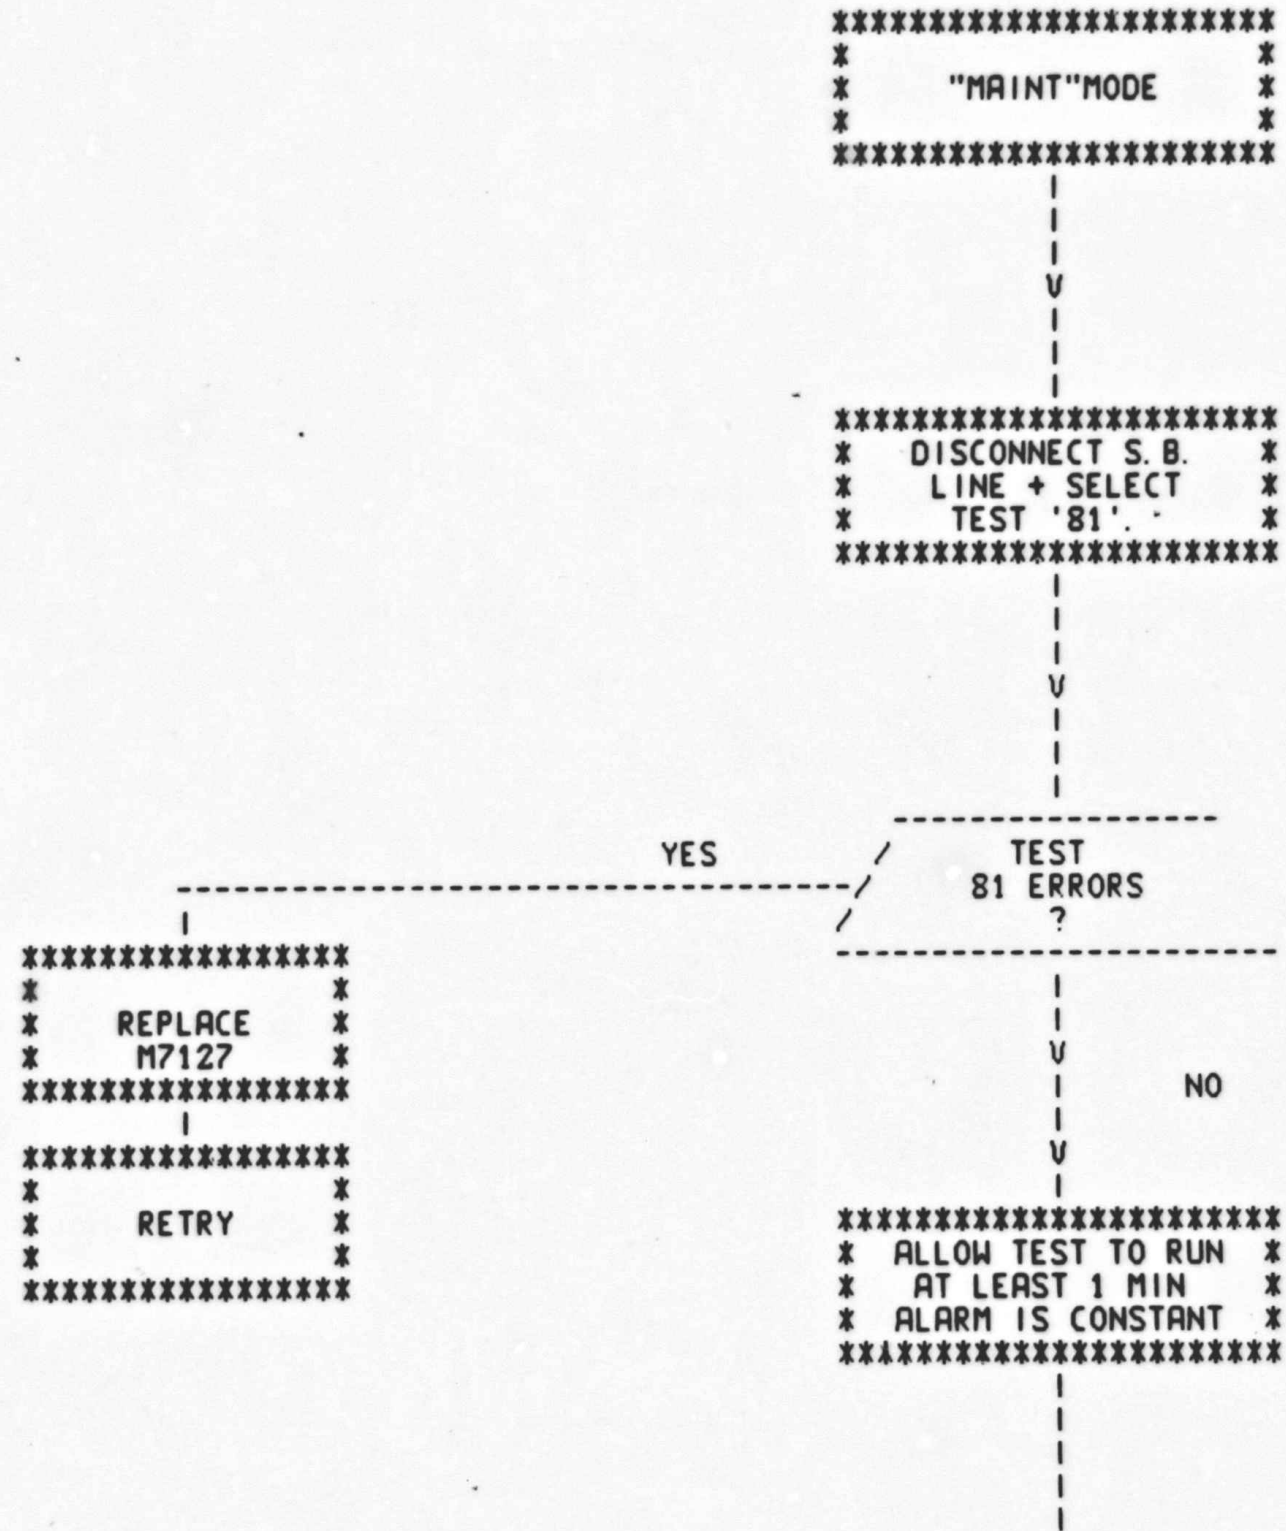 "MAINT"MODE
DISCONNECT S.B.
LINE + SELECT
TEST '81'.
YES
TEST
81 ERRORS
?
REPLACE
M7127
NO
RETRY
ALLOW TEST TO RUN
AT LEAST 1 MIN
ALARM IS CONSTANT